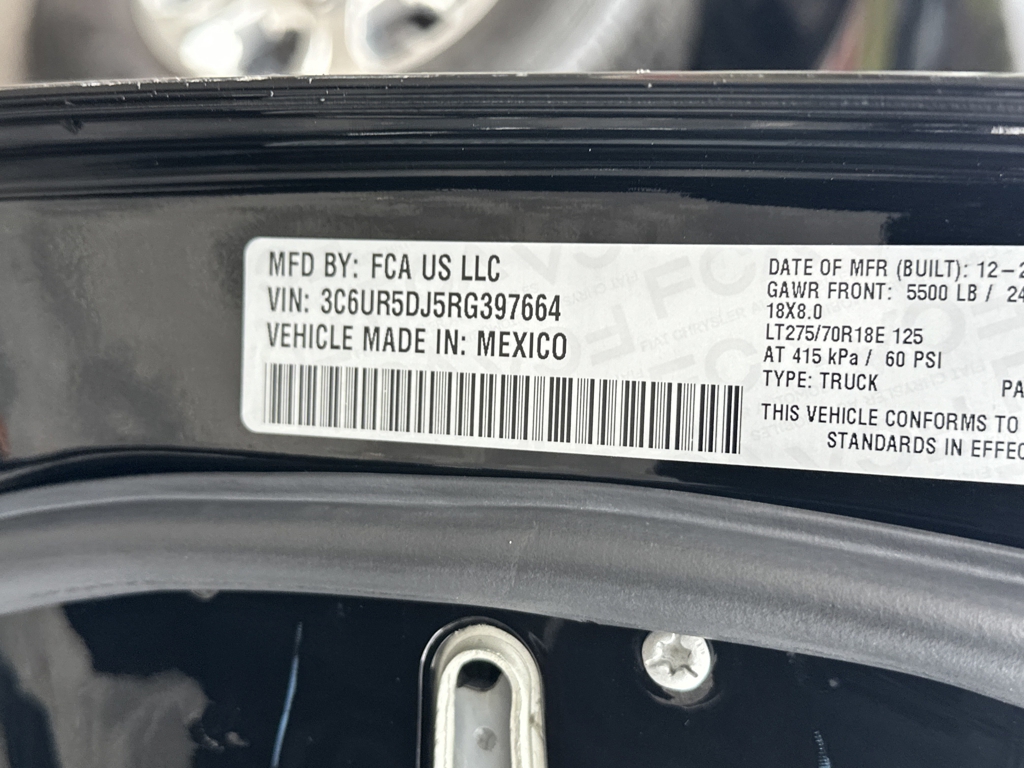 MFD BY: FCA US LLC
VIN: 3C6UR5DJ5RG397664
VEHICLE MADE IN: MEXICO
DATE OF MFR (BUILT): 12-2
GAWR FRONT: 5500 LB / 24
18X8.0
LT275/70R18E 125
AT 415 kPa / 60 PSI
TYPE: TRUCK PA
THIS VEHICLE CONFORMS TO
STANDARDS IN EFFEC